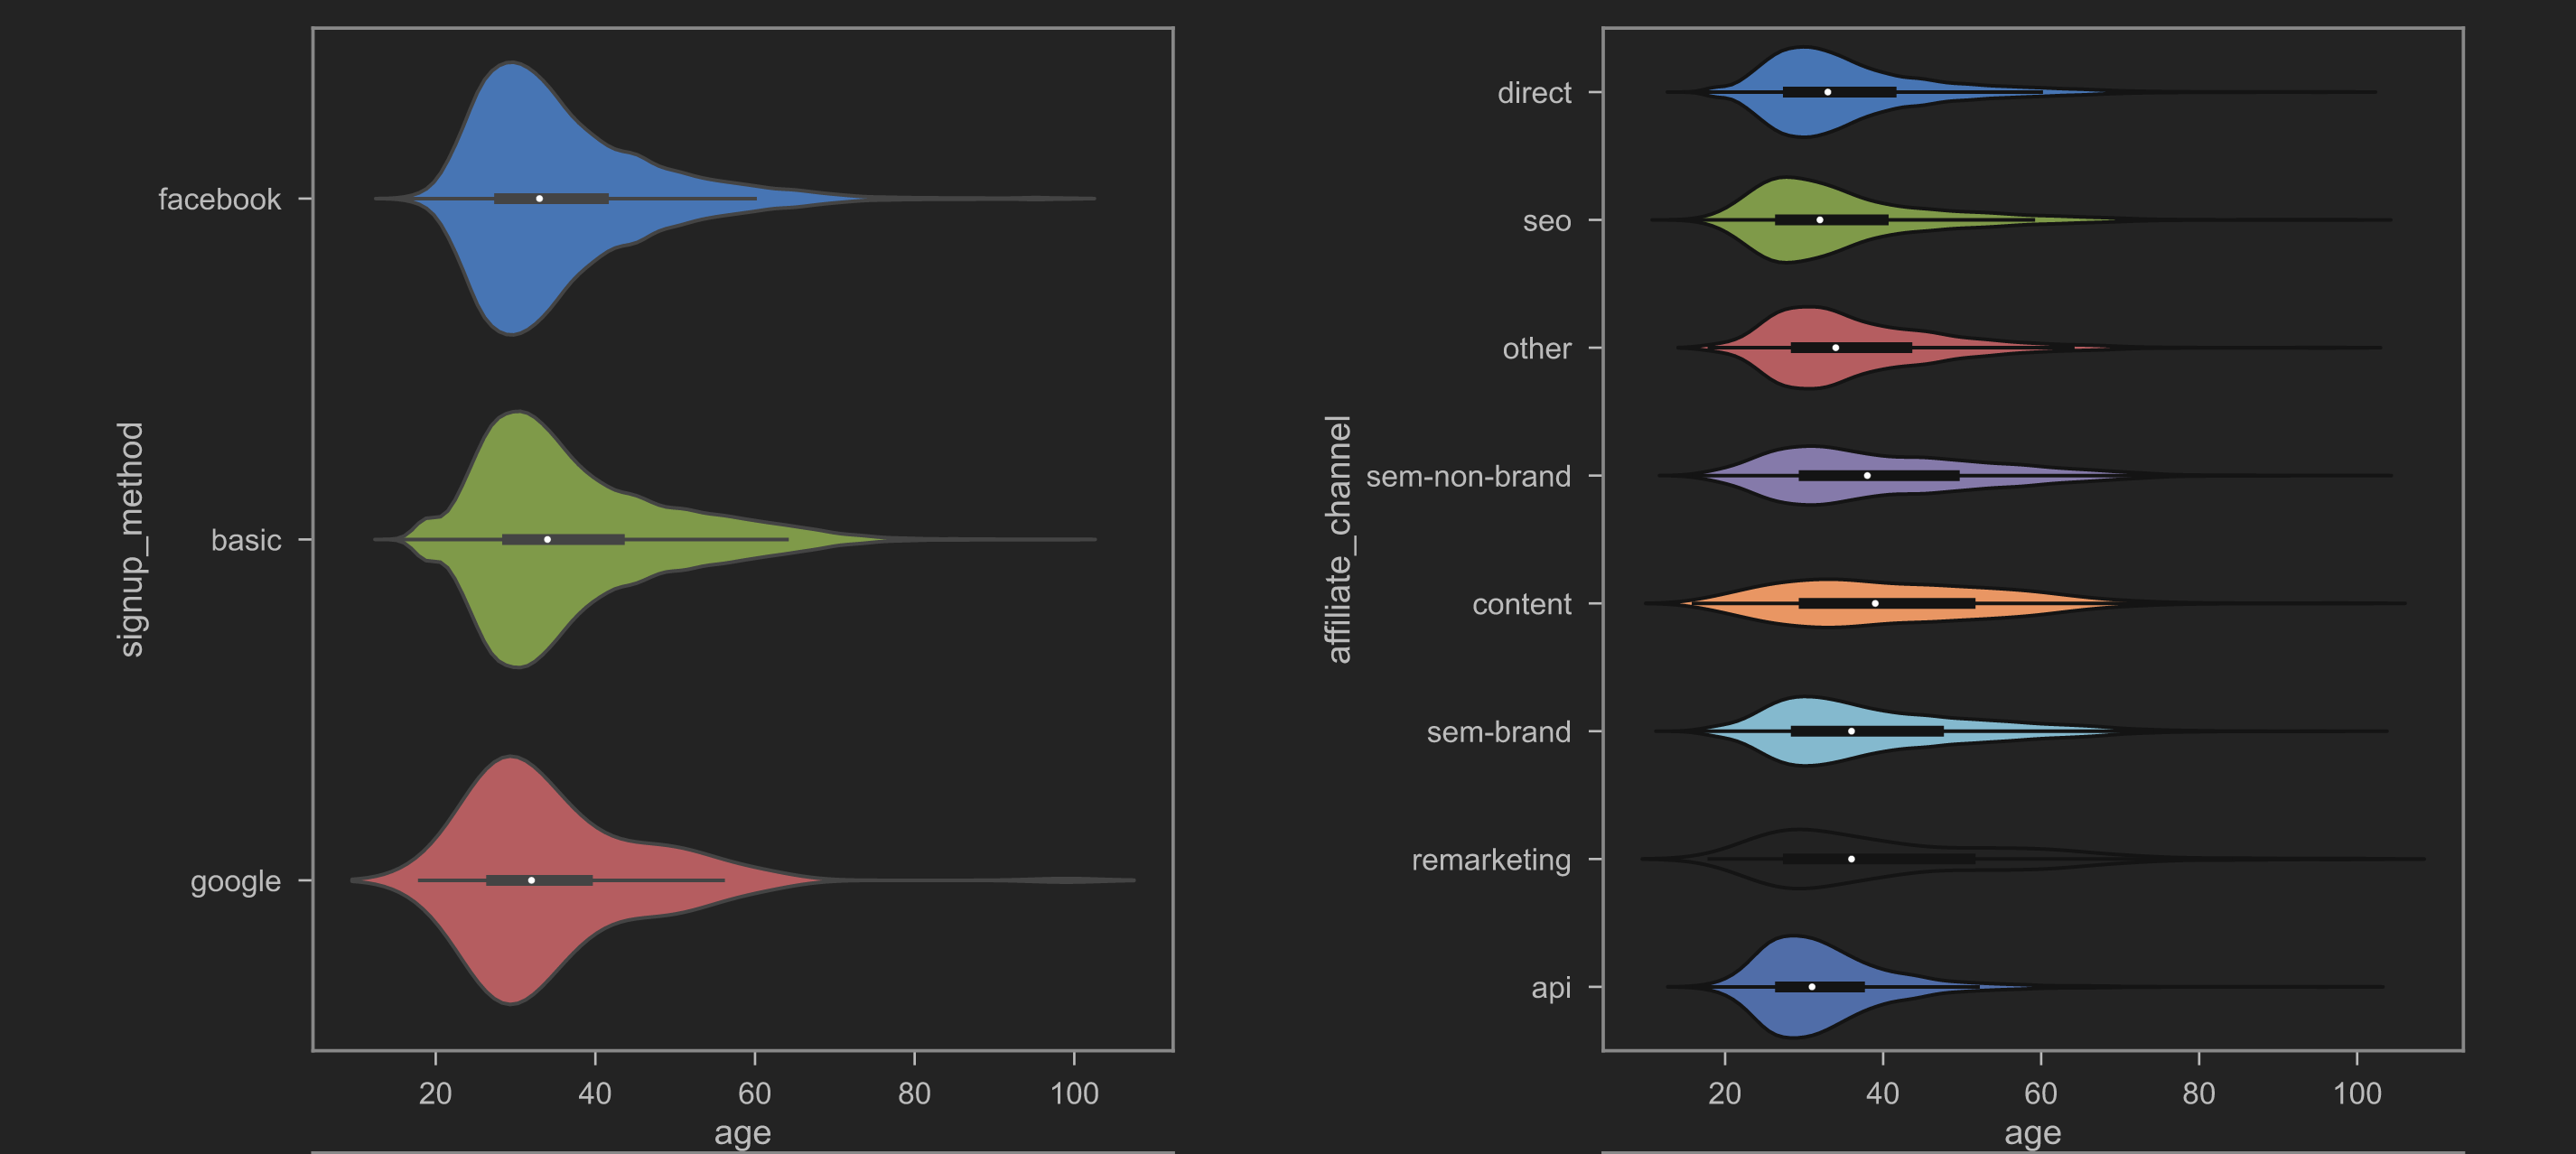 signup_method
facebook
basic
google
20 40 60 80 100
age
affiliate_channel
direct
seo
other
sem-non-brand
content
sem-brand
remarketing
api
20 40 60 80 100
age